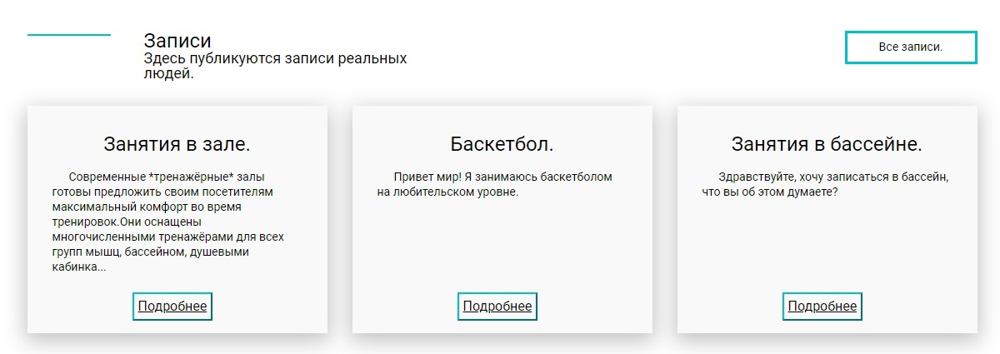 Записи
Здесь публикуются записи реальных
людей.
Все записи.
Занятия в зале.
Современные *тренажёрные* залы
готовы предложить своим посетителям
максимальный комфорт во время
тренировок.Они оснащены
многочисленными тренажёрами для всех
групп мышц, бассейном, душевыми
кабинка...
Подробнее
Баскетбол.
Привет мир! Я занимаюсь баскетболом
на любительском уровне.
Подробнее
Занятия в бассейне.
Здравствуйте, хочу записаться в бассейн,
что вы об этом думаете?
Подробнее